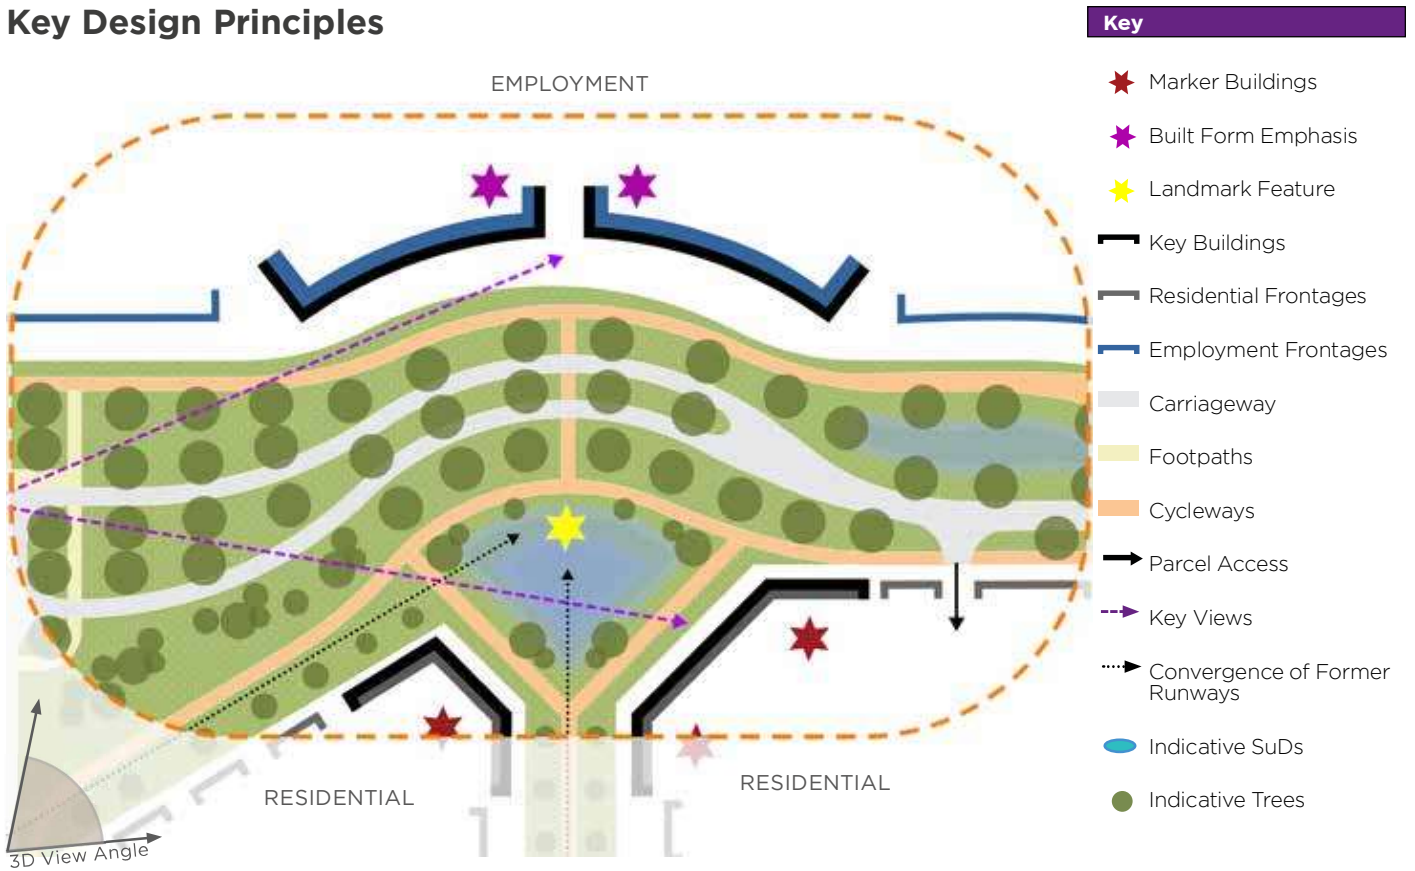 Key Design Principles
Key
EMPLOYMENT
Marker Buildings
Built Form Emphasis
Landmark Feature
Key Buildings
Residential Frontages
Employment Frontages
Carriageway
Footpaths
Cycleways
Parcel Access
Key Views
Convergence of Former
Runways
Indicative SuDs
Indicative Trees
RESIDENTIAL
RESIDENTIAL
3D View Angle